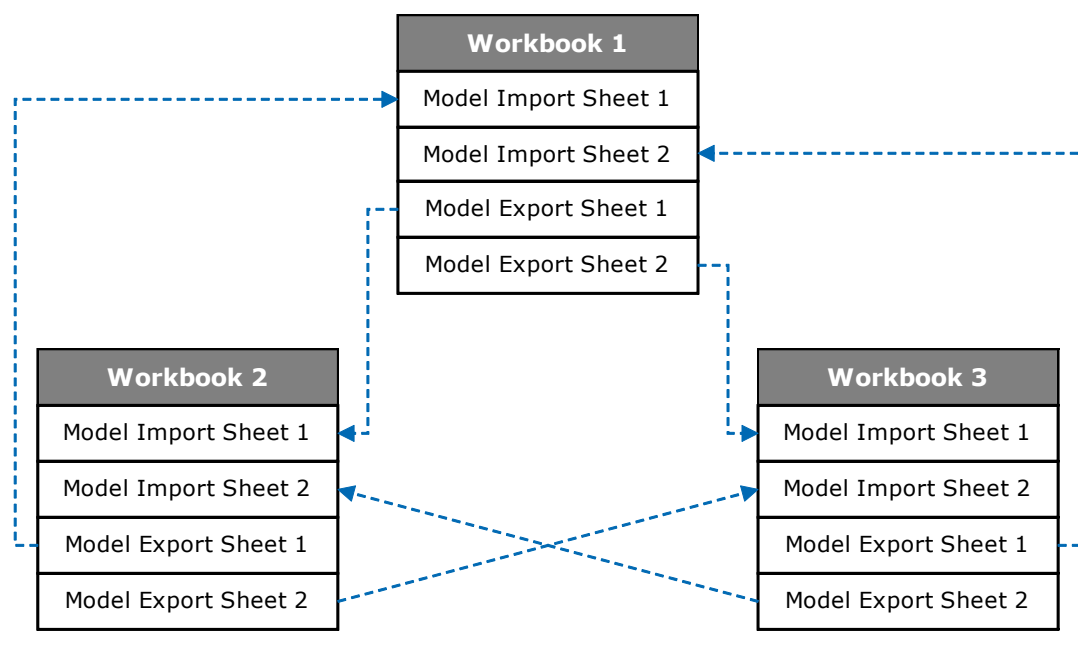 Workbook 1
Model Import Sheet 1
Model Import Sheet 2
Model Export Sheet 1
Model Export Sheet 2
Workbook 2
Model Import Sheet 1
Model Import Sheet 2
Model Export Sheet 1
Model Export Sheet 2
Workbook 3
Model Import Sheet 1
Model Import Sheet 2
Model Export Sheet 1
Model Export Sheet 2